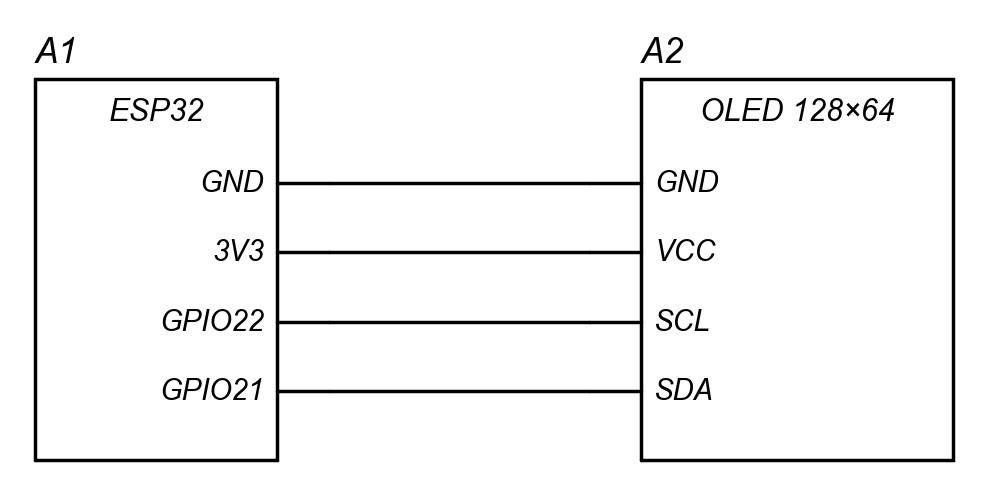 A1
ESP32
GND
3V3
GPIO22
GPIO21
A2
OLED 128×64
GND
VCC
SCL
SDA